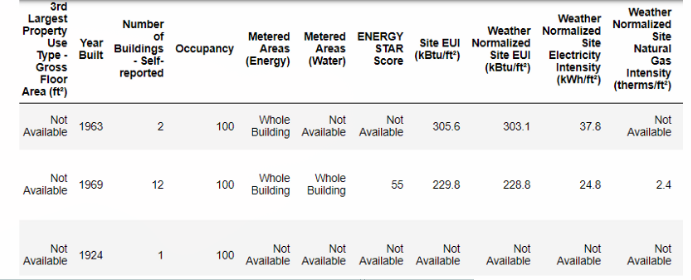 3rd Largest Property Use Type - Gross Floor Area (ft²) Year Built Number of Buildings - Self-reported Occupancy Metered Areas (Energy) Metered Areas (Water) ENERGY STAR Score Site EUI (kBtu/ft²) Weather Normalized Site EUI (kBtu/ft²) Weather Normalized Site Electricity Intensity (kWh/ft²) Weather Normalized Site Natural Gas Intensity (therms/ft²)
Not Available 1963 2 100 Whole Building Not Available Not Available 305.6 303.1 37.8 Not Available
Not Available 1969 12 100 Whole Building Whole Building 55 229.8 228.8 24.8 2.4
Not Available 1924 1 100 Not Available Not Available Not Available Not Available Not Available Not Available Not Available